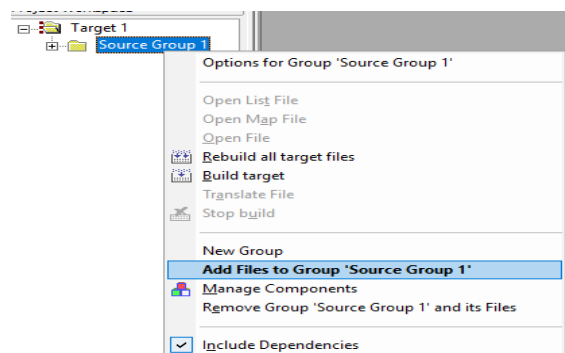 Target 1
Source Group 1
Options for Group 'Source Group 1'
Open List File
Open Map File
Open File
Rebuild all target files
Build target
Translate File
Stop build
New Group
Add Files to Group 'Source Group 1'
Manage Components
Remove Group 'Source Group 1' and its Files
Include Dependencies